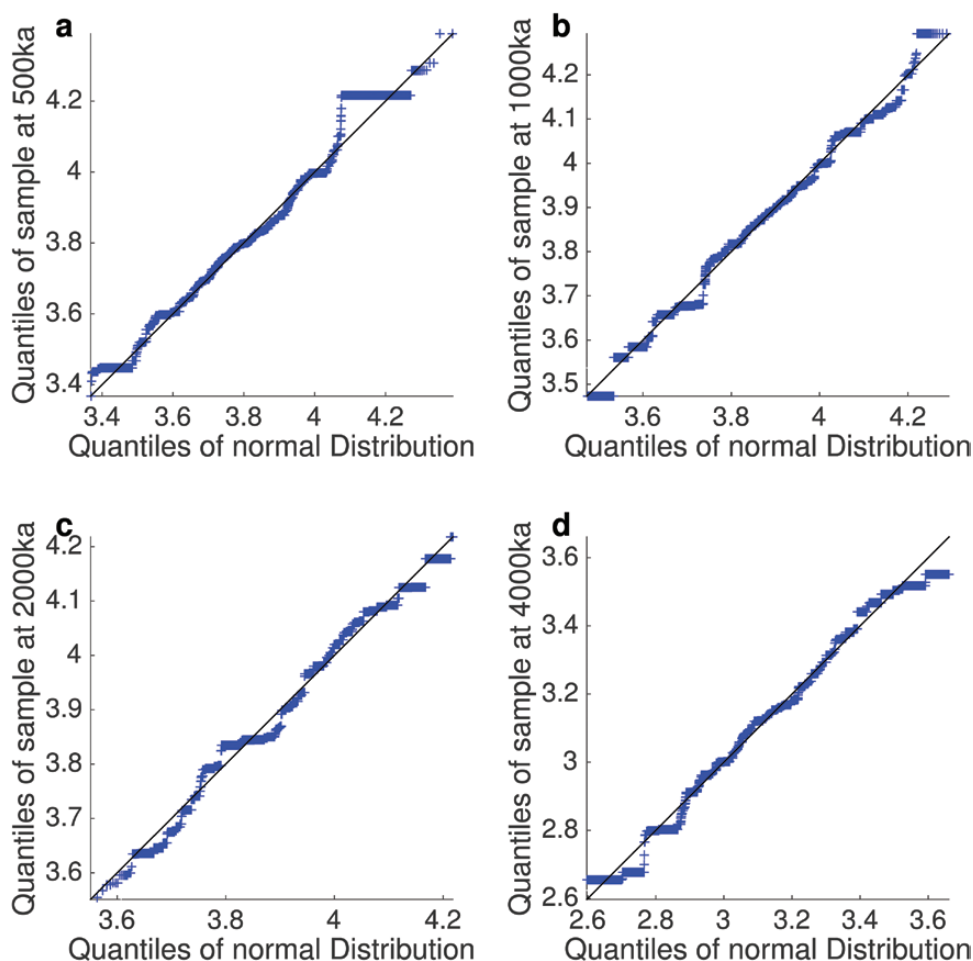 a
Quantiles of sample at 500ka
4.2
4
3.8
3.6
3.4
3.4 3.6 3.8 4 4.2
Quantiles of normal Distribution
b
Quantiles of sample at 1000ka
4.2
4.1
4
3.9
3.8
3.7
3.6
3.5
3.6 3.8 4 4.2
Quantiles of normal Distribution
c
Quantiles of sample at 2000ka
4.2
4.1
4
3.9
3.8
3.7
3.6
3.6 3.8 4 4.2
Quantiles of normal Distribution
d
Quantiles of sample at 4000ka
3.6
3.4
3.2
3
2.8
2.6
2.6 2.8 3 3.2 3.4 3.6
Quantiles of normal Distribution